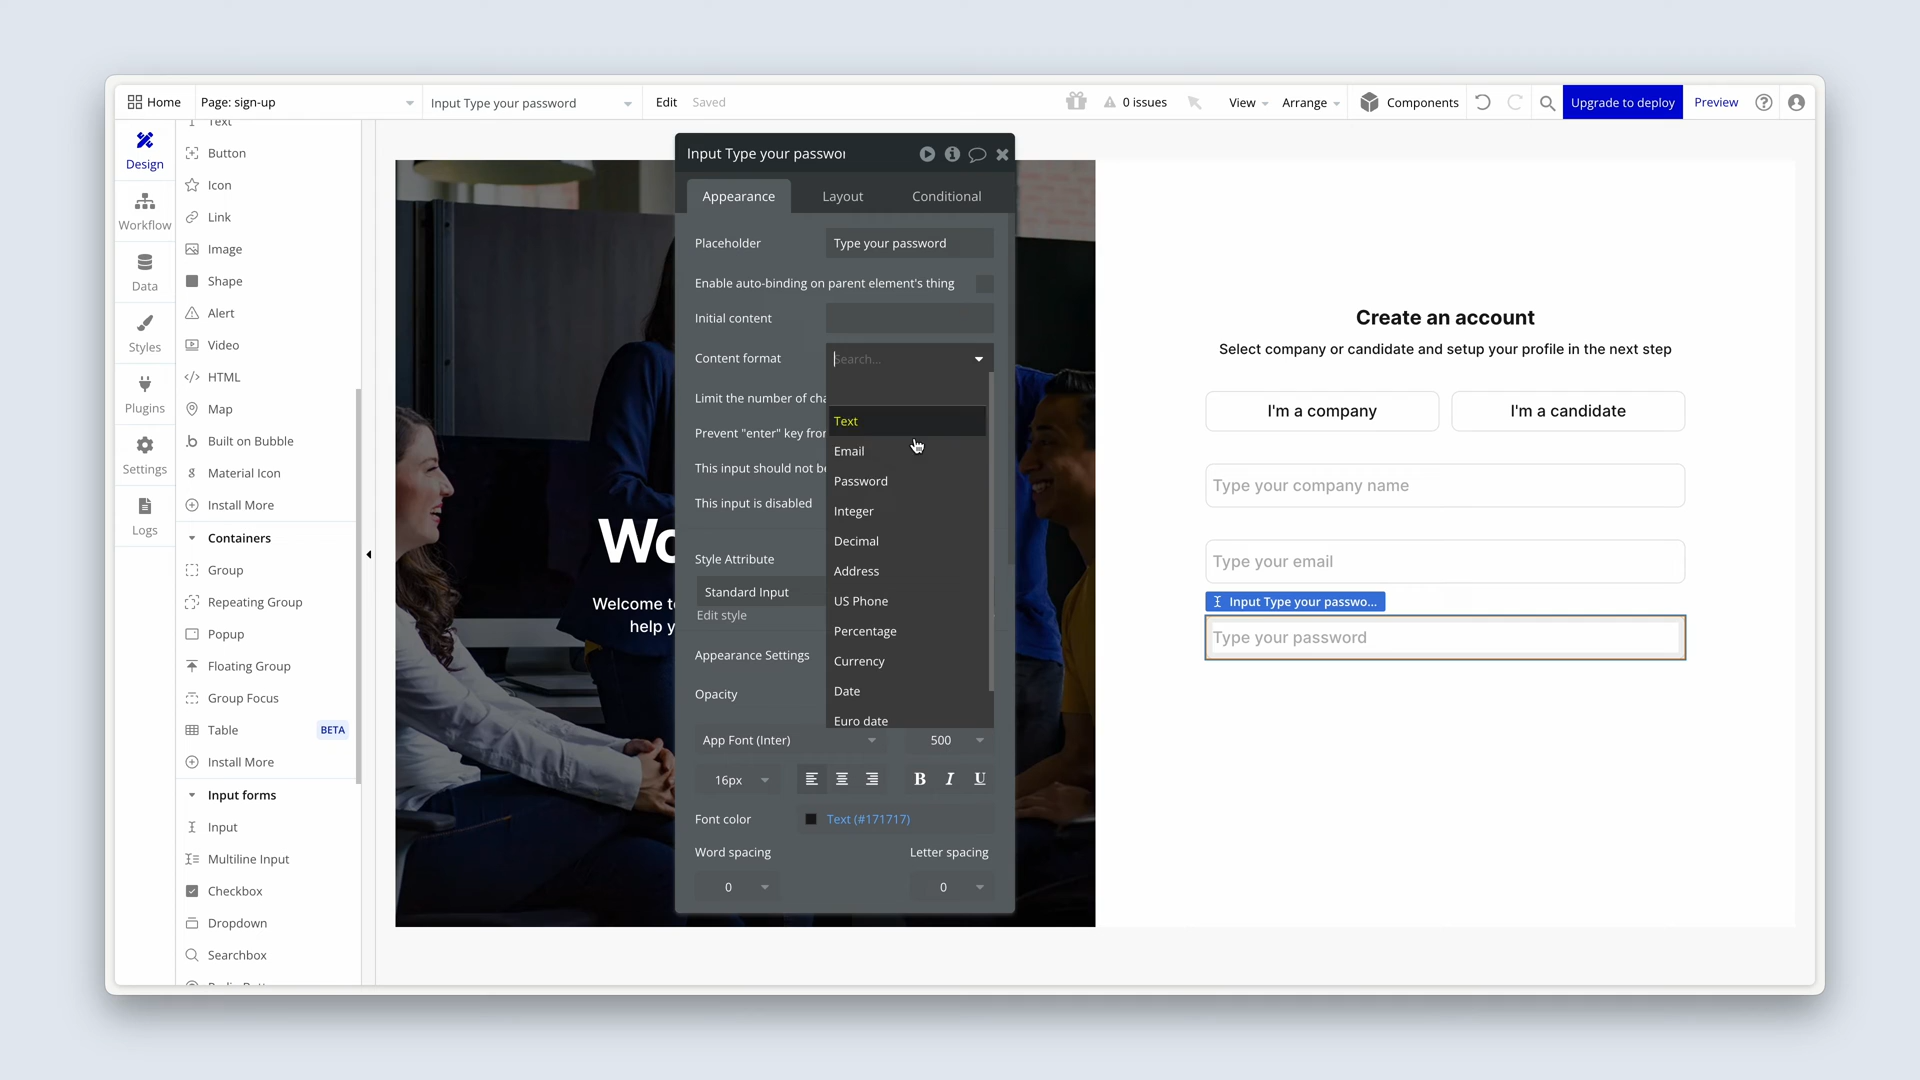 Home
Page: sign-up
Input Type your password
Edit
Saved
0 issues
View
Arrange
Components
Upgrade to deploy
Preview
Design
Workflow
Data
Styles
Plugins
Settings
Logs
Text
Button
Icon
Link
Image
Shape
Alert
Video
HTML
Map
Built on Bubble
Material Icon
Install More
Containers
Group
Repeating Group
Popup
Floating Group
Group Focus
Table BETA
Install More
Input forms
Input
Multiline Input
Checkbox
Dropdown
Searchbox
Input Type your passwor
Appearance
Layout
Conditional
Placeholder
Type your password
Enable auto-binding on parent element's thing
Initial content
Content format
Search...
Limit the number of cha
Prevent "enter" key fror
This input should not be
This input is disabled
Text
Email
Password
Integer
Decimal
Address
US Phone
Percentage
Currency
Date
Euro date
Style Attribute
Standard Input
Edit style
Appearance Settings
Opacity
App Font (Inter)
500
16px
B I U
Font color
Text (#171717)
Word spacing
Letter spacing
0
0
Wo
Welcome t
help y
Create an account
Select company or candidate and setup your profile in the next step
I'm a company
I'm a candidate
Type your company name
Type your email
Input Type your passwo...
Type your password